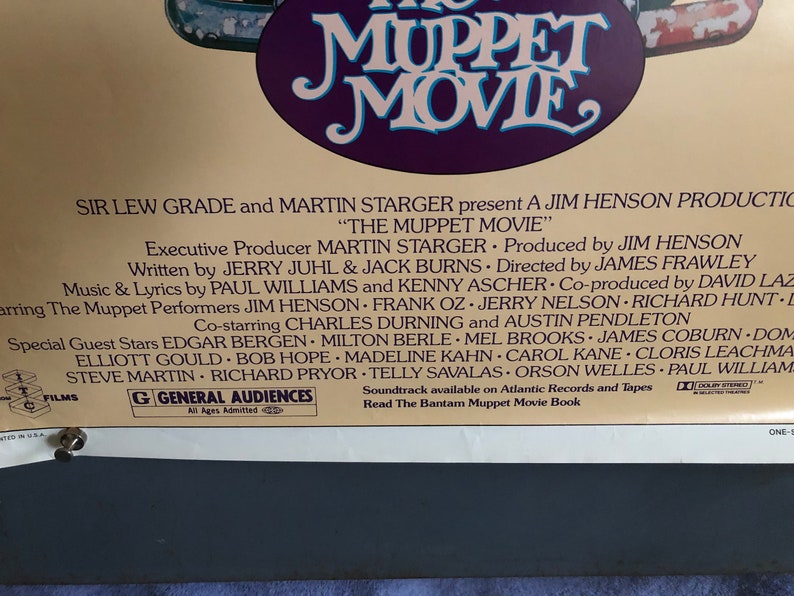 THE
MUPPET
MOVIE
SIR LEW GRADE and MARTIN STARGER present A JIM HENSON PRODUCTIO
"THE MUPPET MOVIE"
Executive Producer MARTIN STARGER • Produced by JIM HENSON
Written by JERRY JUHL & JACK BURNS • Directed by JAMES FRAWLEY
Music & Lyrics by PAUL WILLIAMS and KENNY ASCHER • Co-produced by DAVID LAZ
arring The Muppet Performers JIM HENSON • FRANK OZ • JERRY NELSON • RICHARD HUNT •
Co-starring CHARLES DURNING and AUSTIN PENDLETON
Special Guest Stars EDGAR BERGEN • MILTON BERLE • MEL BROOKS • JAMES COBURN • DOM
ELLIOTT GOULD • BOB HOPE • MADELINE KAHN • CAROL KANE • CLORIS LEACHMA
STEVE MARTIN • RICHARD PRYOR • TELLY SAVALAS • ORSON WELLES • PAUL WILLIAMS
OM ITC FILMS
G GENERAL AUDIENCES
All Ages Admitted
Soundtrack available on Atlantic Records and Tapes
Read The Bantam Muppet Movie Book
DOLBY STEREO T.M.
IN SELECTED THEATRES
NTED IN U.S.A.
ONE-S